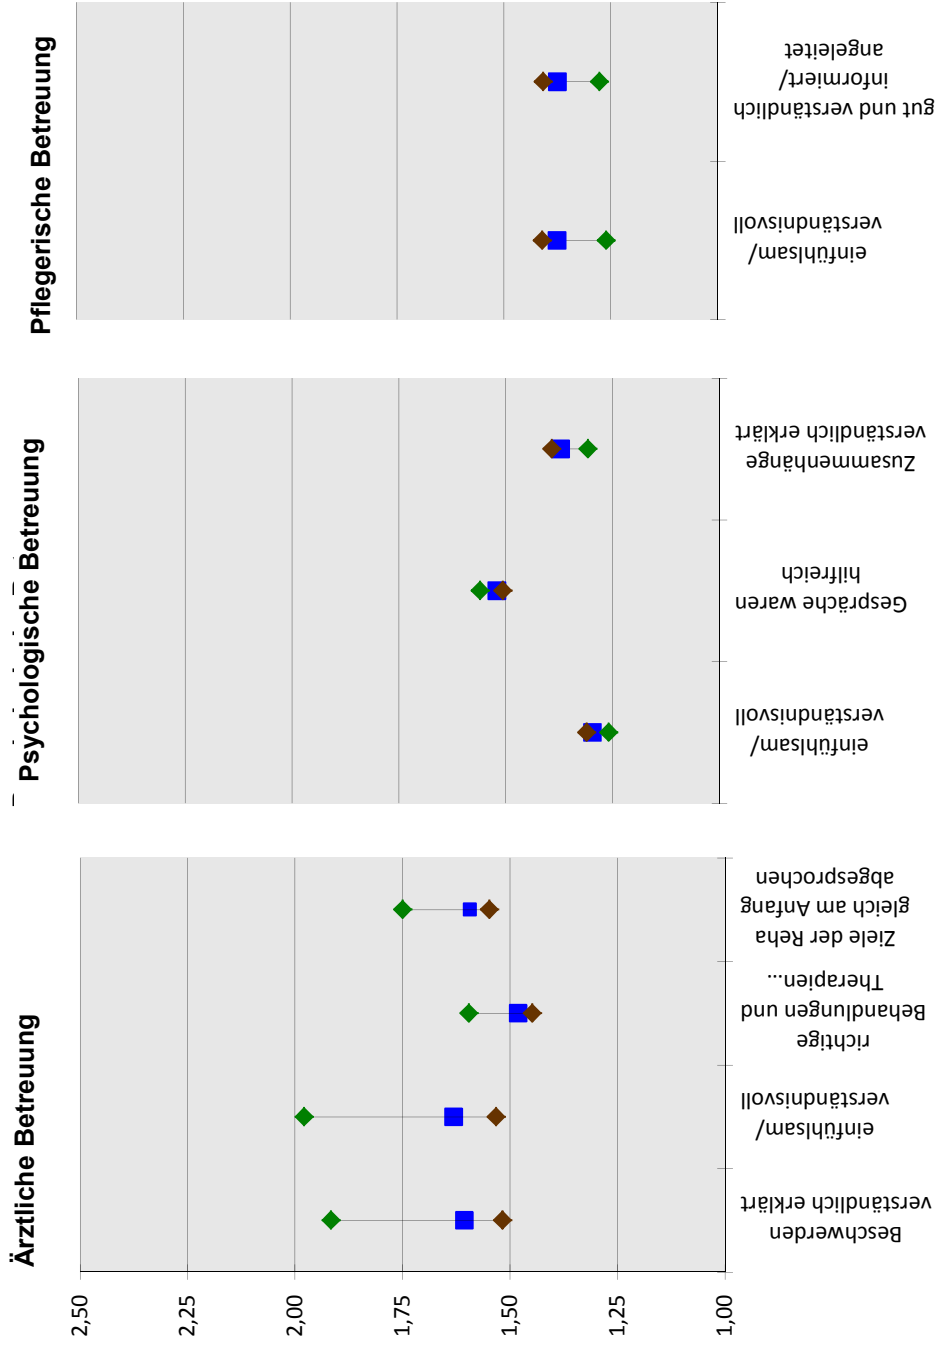 Ärztliche Betreuung
2,50
2,25
2,00
1,75
1,50
1,25
1,00
Beschwerden
verständlich erklärt
einfühlsam/
verständnisvoll
richtige
Behandlungen und
Therapien...
Ziele der Reha
gleich am Anfang
abgesprochen
Psychologische Betreuung
einfühlsam/
verständnisvoll
Gespräche waren
hilfreich
Zusammenhänge
verständlich erklärt
Pflegerische Betreuung
einfühlsam/
verständnisvoll
gut und verständlich
informiert/
angeleitet